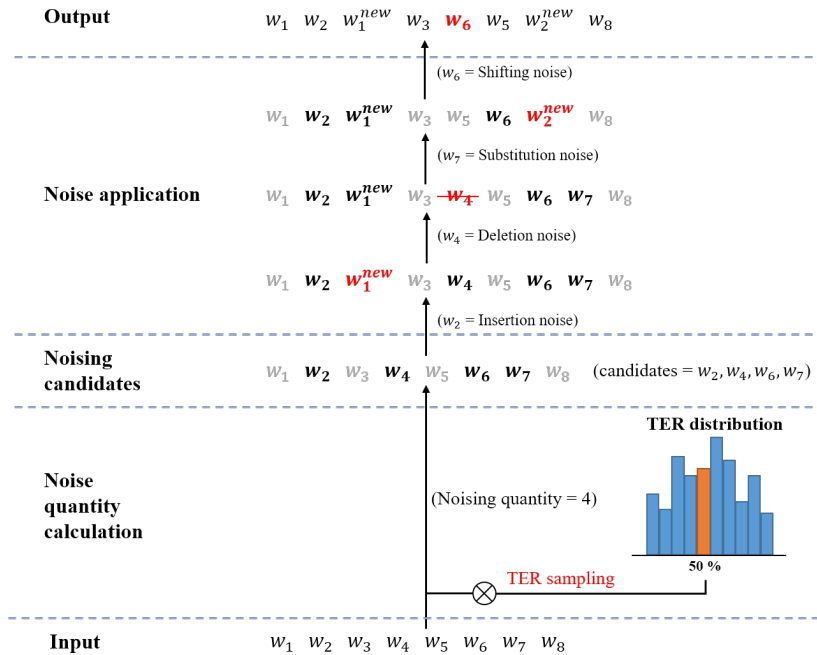 Output w₁ w₂ w₁ⁿᵉʷ w₃ w₆ w₅ w₂ⁿᵉʷ w₈
(w₆ = Shifting noise)
w₁ w₂ w₁ⁿᵉʷ w₃ w₅ w₆ w₂ⁿᵉʷ w₈
(w₇ = Substitution noise)
Noise application w₁ w₂ w₁ⁿᵉʷ w₃ w₄ w₅ w₆ w₇ w₈
(w₄ = Deletion noise)
w₁ w₂ w₁ⁿᵉʷ w₃ w₄ w₅ w₆ w₇ w₈
(w₂ = Insertion noise)
Noising
candidates
w₁ w₂ w₃ w₄ w₅ w₆ w₇ w₈ (candidates = w₂, w₄, w₆, w₇)
TER distribution
Noise
quantity
calculation
(Noising quantity = 4)
50 %
TER sampling
Input w₁ w₂ w₃ w₄ w₅ w₆ w₇ w₈